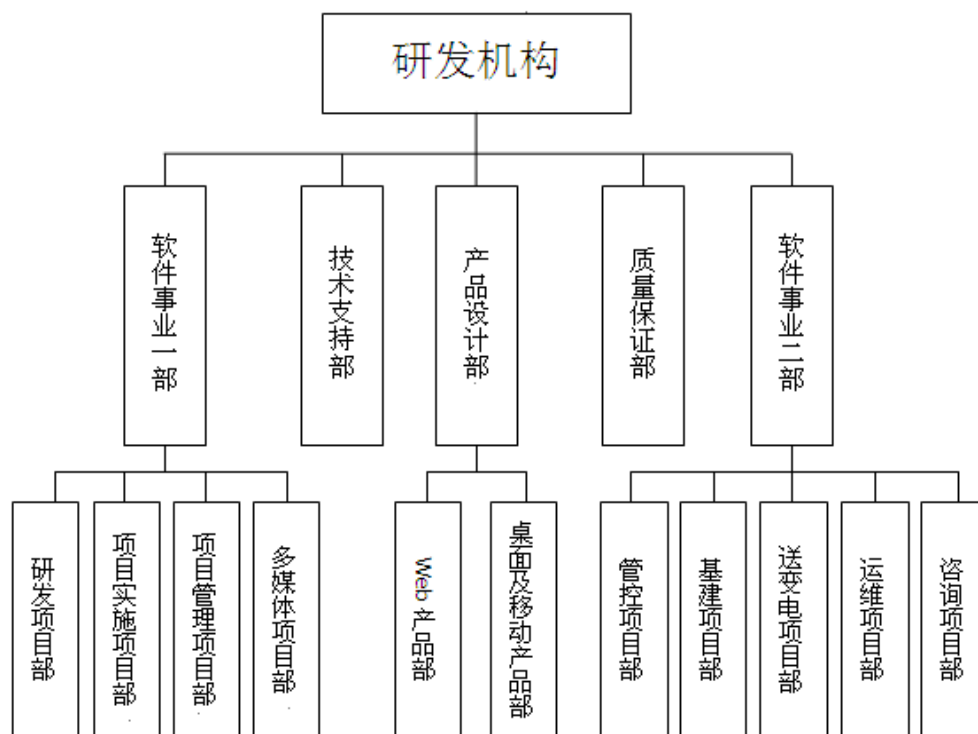 研发机构
软件事业一部
技术支持部
产品设计部
质量保证部
软件事业二部
研发项目部
项目实施项目部
项目管理项目部
多媒体项目部
Web产品部
桌面及移动产品部
管控项目部
基建项目部
送变电项目部
运维项目部
咨询项目部